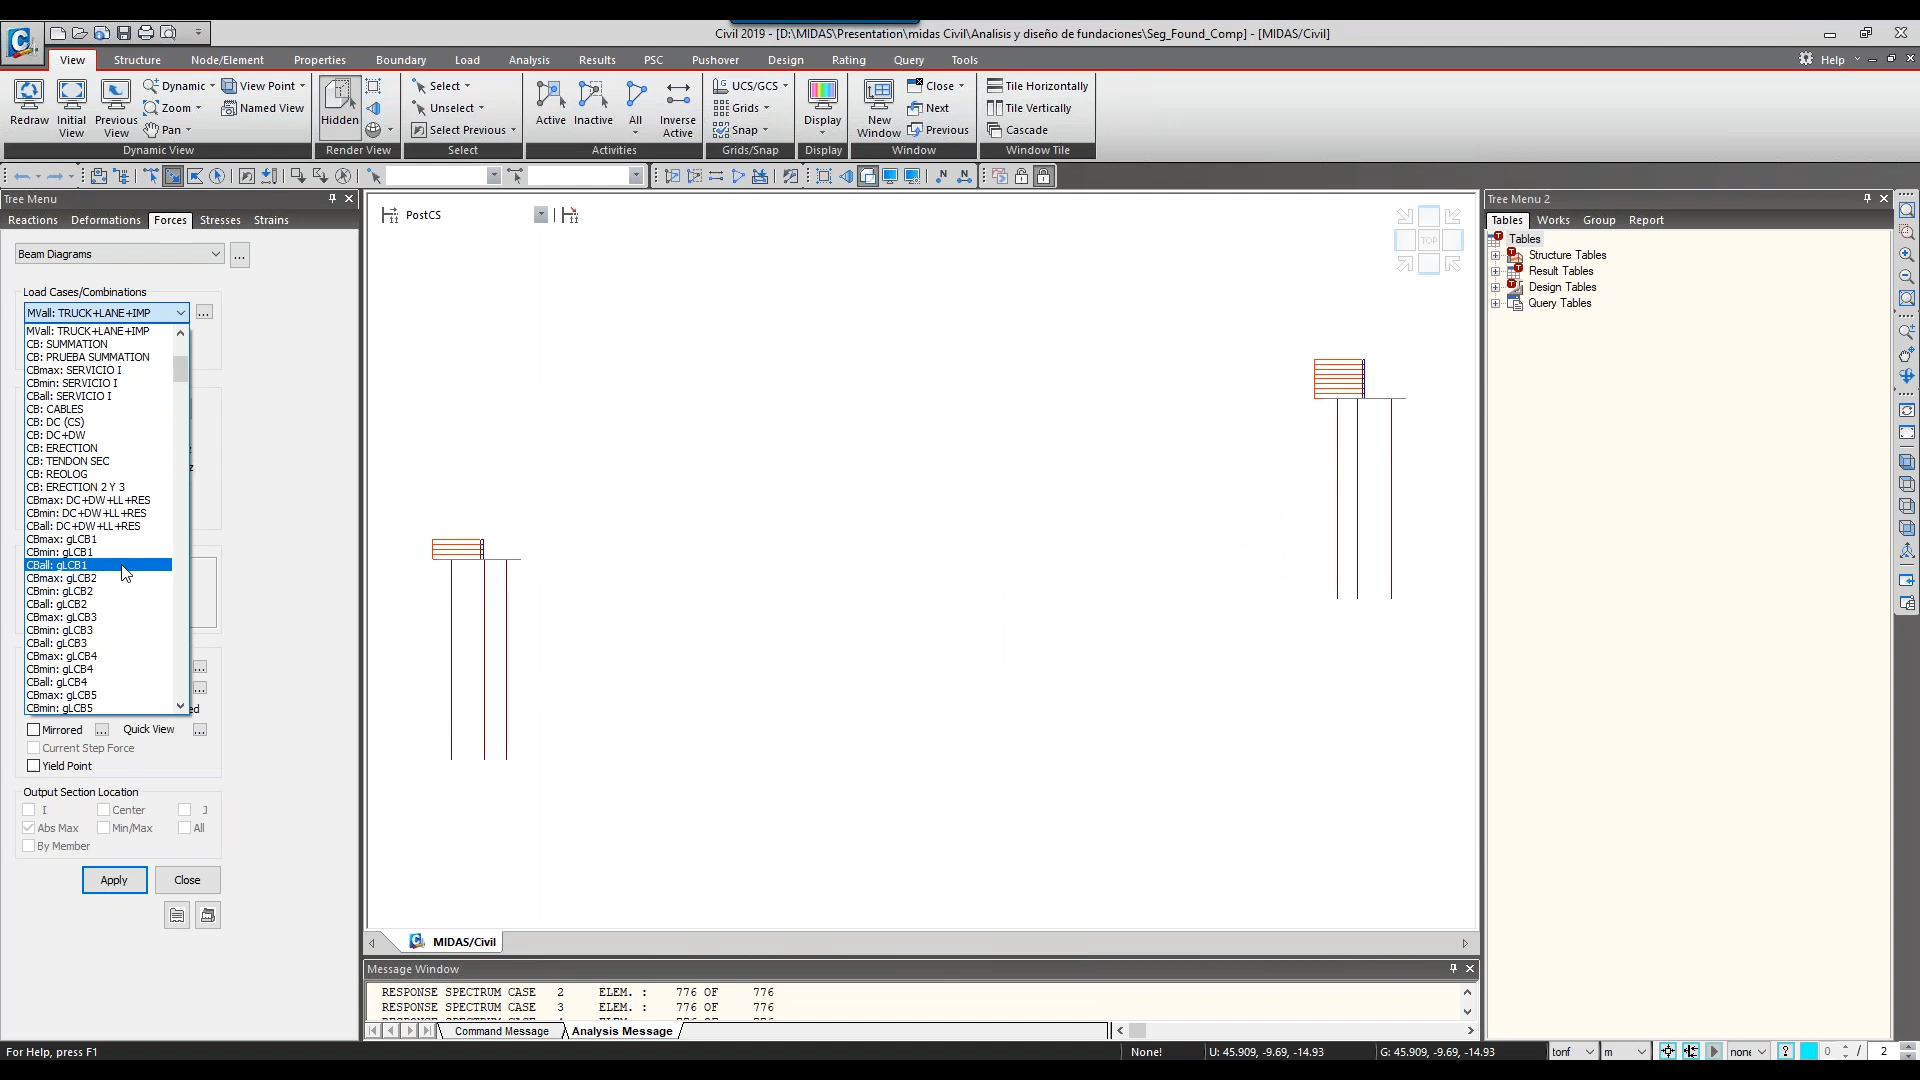 Civil 2019 - [D:\MIDAS\Presentation\midas Civil\Analisis y diseño de fundaciones\Seg_Found_Comp] - [MIDAS/Civil]
View Structure Node/Element Properties Boundary Load Analysis Results PSC Pushover Design Rating Query Tools Help
Redraw
Initial View
Previous View
Dynamic
Zoom
Pan
View Point
Named View
Dynamic View
Hidden
Render View
Select
Unselect
Select Previous
Select
Active
Inactive
All
Inverse Active
Activities
UCS/GCS
Grids
Snap
Grids/Snap
Display
Display
New Window
Close
Next
Previous
Window
Tile Horizontally
Tile Vertically
Cascade
Window Tile
Tree Menu
Reactions Deformations Forces Stresses Strains
Beam Diagrams
...
Load Cases/Combinations
MVall: TRUCK+LANE+IMP
...
MVall: TRUCK+LANE+IMP
CB: SUMMATION
CB: PRUEBA SUMMATION
CBmax: SERVICIO I
CBmin: SERVICIO I
CBall: SERVICIO I
CB: CABLES
CB: DC (CS)
CB: DC+DW
CB: ERECTION
CB: TENDON SEC
CB: REOLOG
CB: ERECTION 2 Y 3
CBmax: DC+DW+LL+RES
CBmin: DC+DW+LL+RES
CBall: DC+DW+LL+RES
CBmax: gLCB1
CBmin: gLCB1
CBall: gLCB1
CBmax: gLCB2
CBmin: gLCB2
CBall: gLCB2
CBmax: gLCB3
CBmin: gLCB3
CBall: gLCB3
CBmax: gLCB4
CBmin: gLCB4
CBall: gLCB4
CBmax: gLCB5
CBmin: gLCB5
z
...
...
ed
Mirrored ... Quick View ...
Current Step Force
Yield Point
Output Section Location
I Center J
Abs Max Min/Max All
By Member
Apply Close
PostCS
TOP
MIDAS/Civil
Message Window
RESPONSE SPECTRUM CASE 2 ELEM. : 776 OF 776
RESPONSE SPECTRUM CASE 3 ELEM. : 776 OF 776
Command Message Analysis Message
Tree Menu 2
Tables Works Group Report
Tables
Structure Tables
Result Tables
Design Tables
Query Tables
For Help, press F1
None!
U: 45.909, -9.69, -14.93
G: 45.909, -9.69, -14.93
tonf
m
none
?
0 / 2